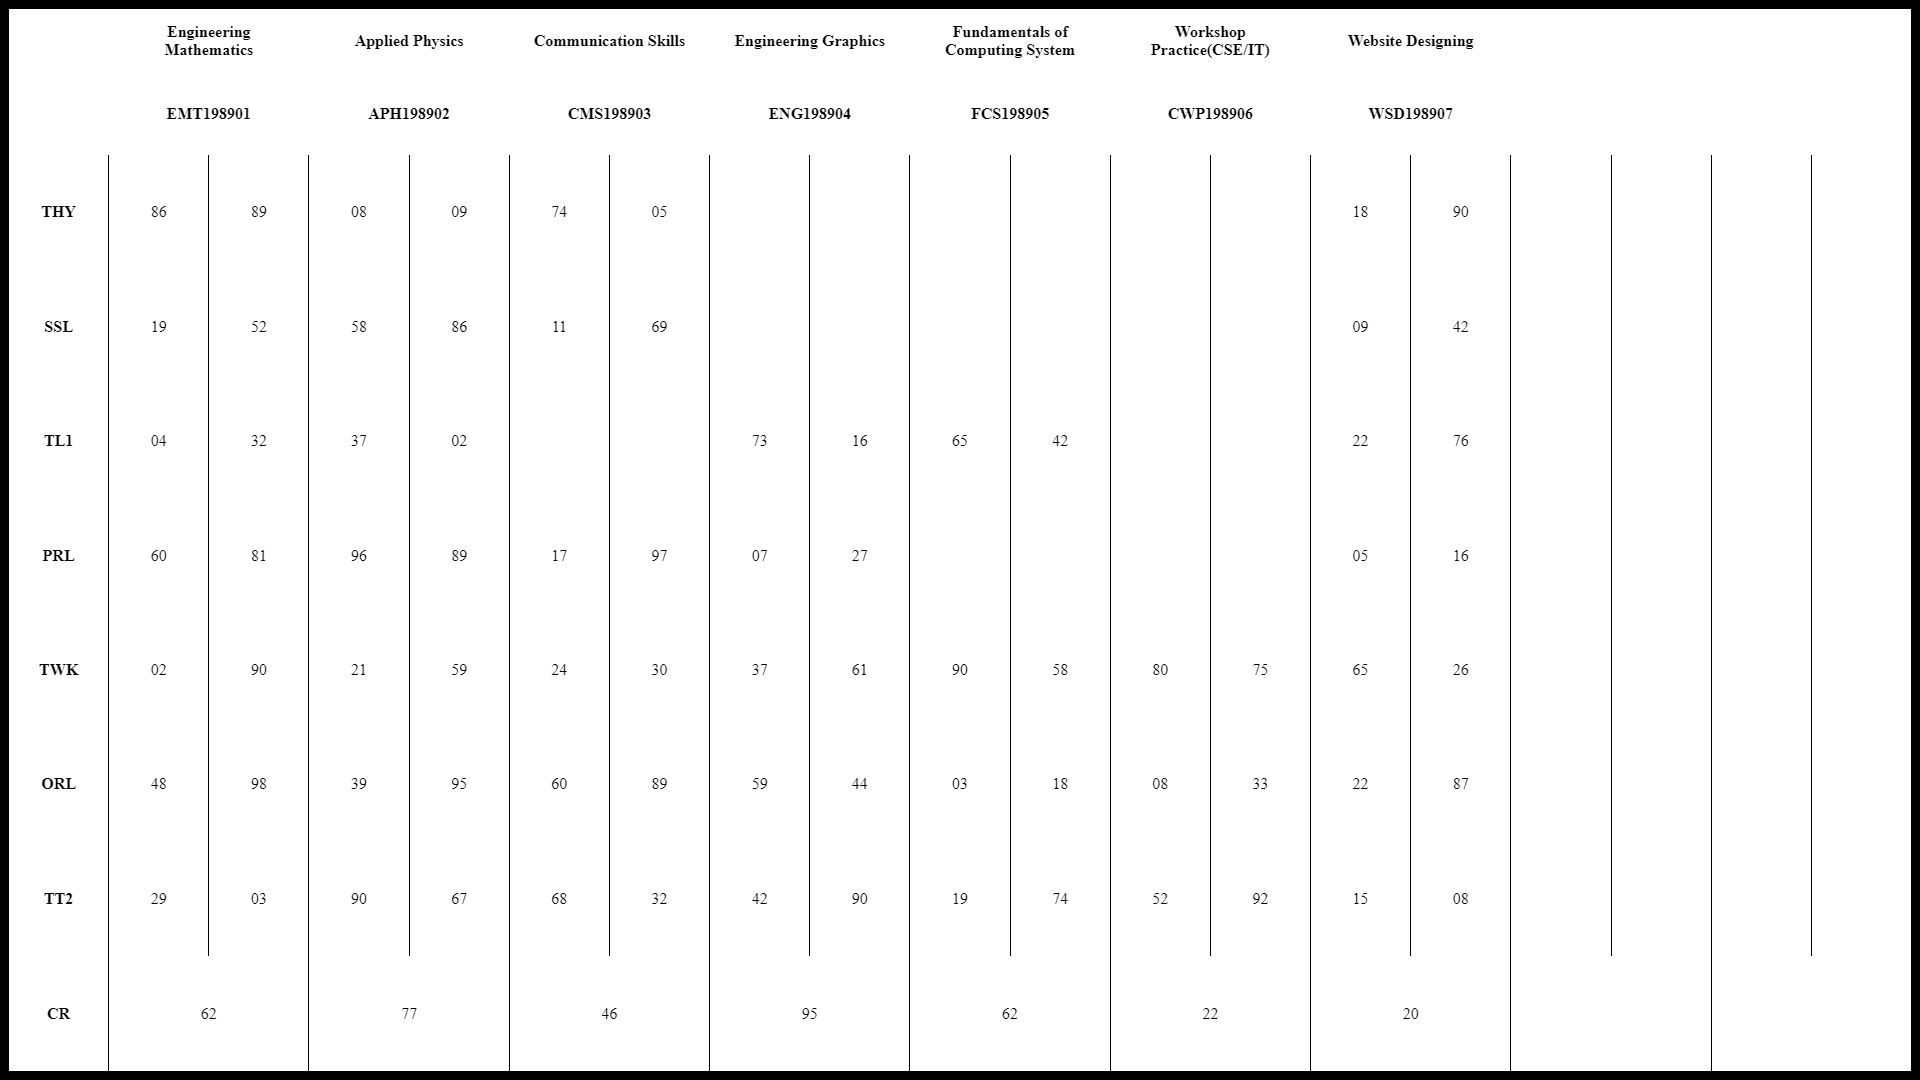 Engineering Mathematics Applied Physics Communication Skills Engineering Graphics Fundamentals of Computing System Workshop Practice(CSE/IT) Website Designing
EMT198901 APH198902 CMS198903 ENG198904 FCS198905 CWP198906 WSD198907
THY 86 89 08 09 74 05 18 90
SSL 19 52 58 86 11 69 09 42
TL1 04 32 37 02 73 16 65 42 22 76
PRL 60 81 96 89 17 97 07 27 05 16
TWK 02 90 21 59 24 30 37 61 90 58 80 75 65 26
ORL 48 98 39 95 60 89 59 44 03 18 08 33 22 87
TT2 29 03 90 67 68 32 42 90 19 74 52 92 15 08
CR 62 77 46 95 62 22 20